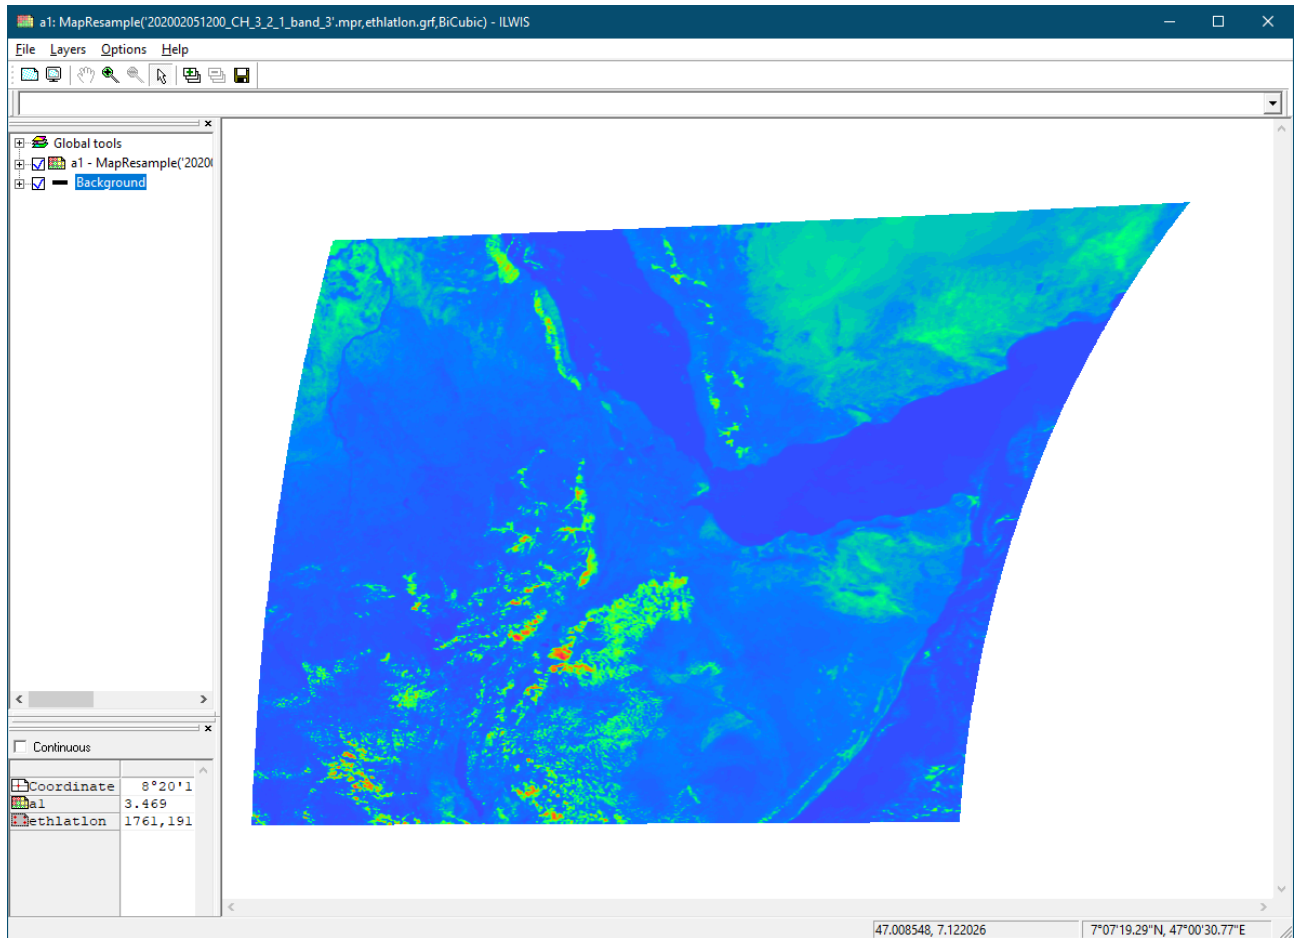 a1: MapResample('202002051200_CH_3_2_1_band_3'.mpr,ethlatlon.grf,BiCubic) - ILWIS
File Layers Options Help
Global tools
a1 - MapResample('2020
Background
Continuous
Coordinate 8°20'1
a1 3.469
ethlatlon 1761,191
47.008548, 7.122026 7°07'19.29"N, 47°00'30.77"E